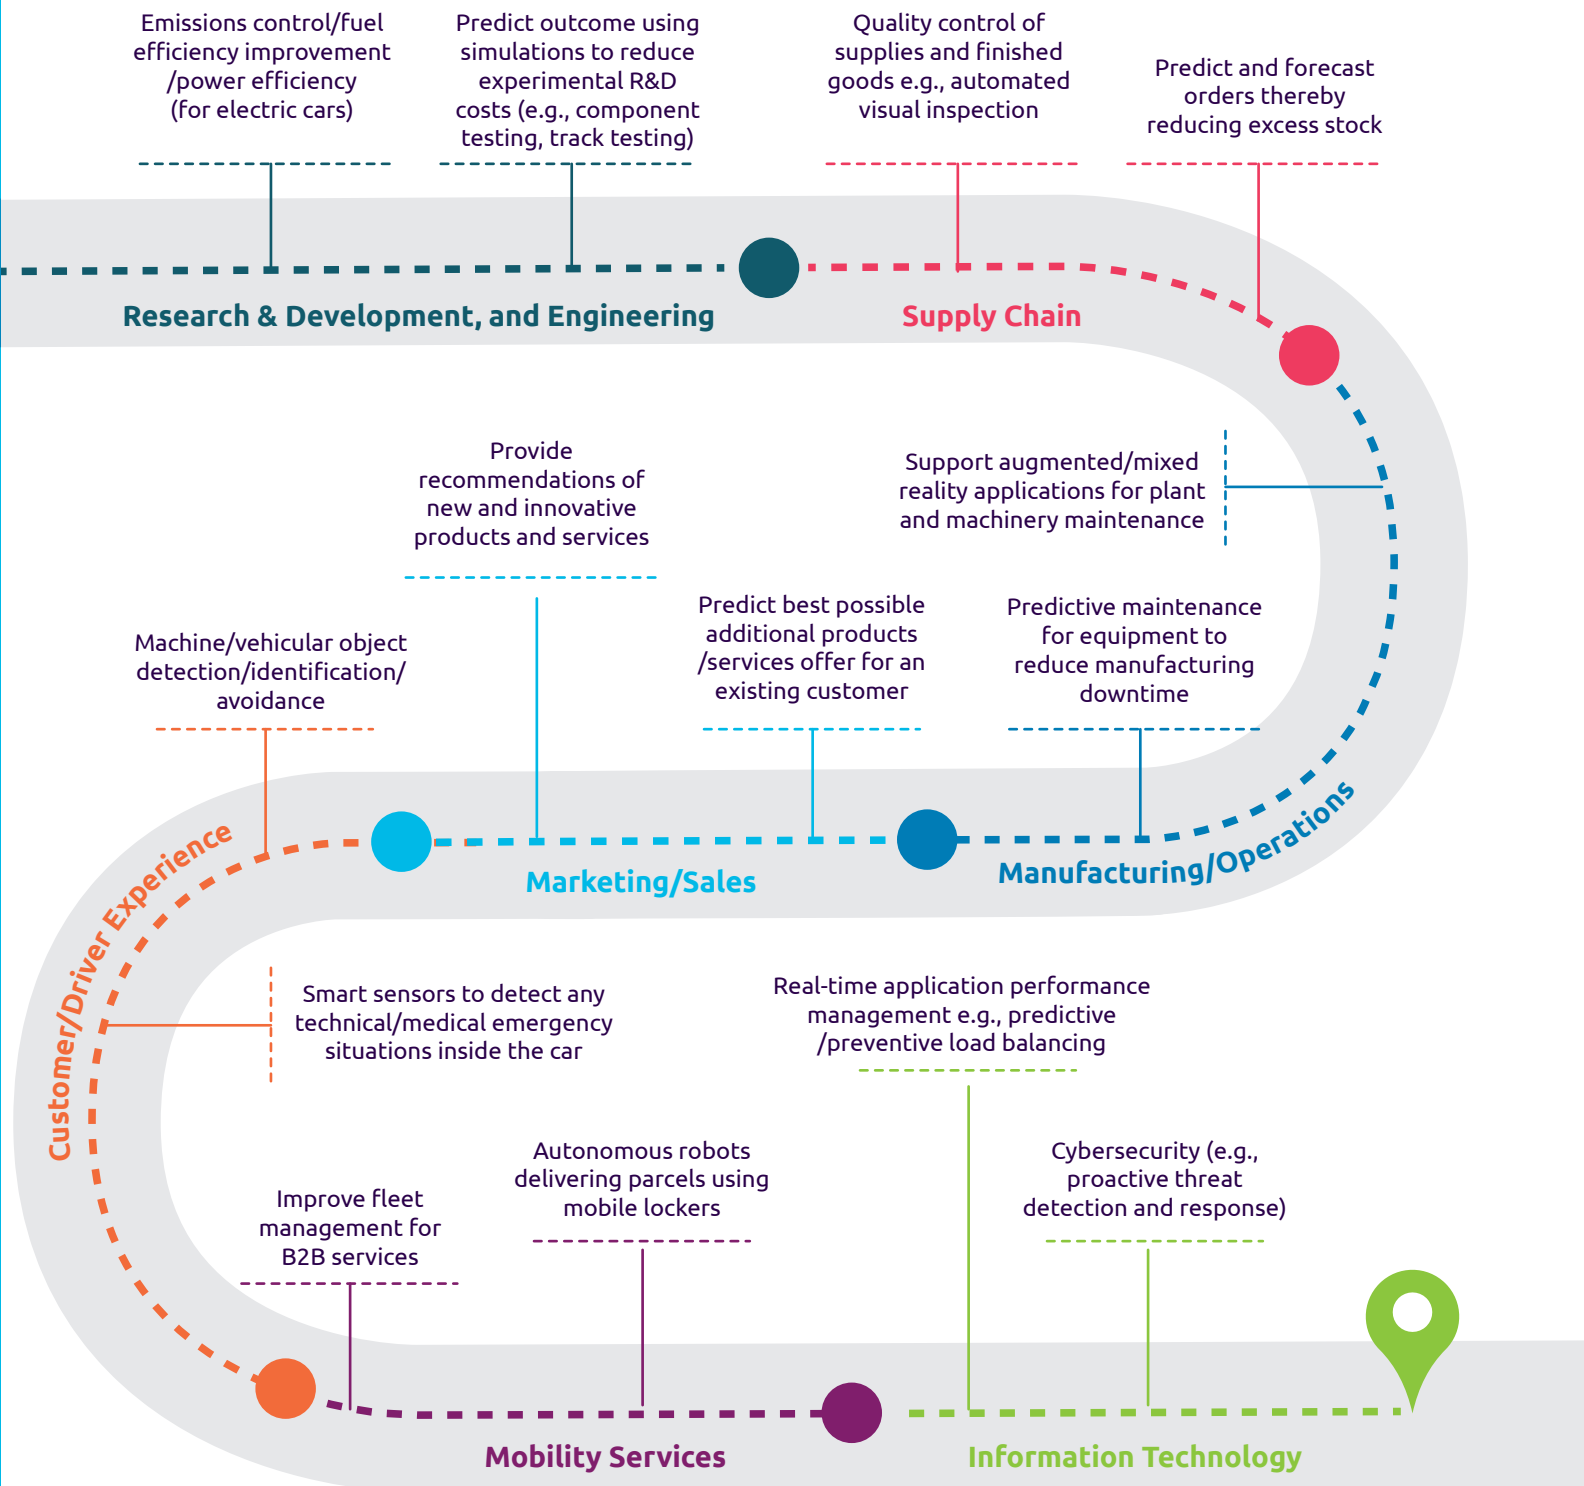 Emissions control/fuel
efficiency improvement
/power efficiency
(for electric cars)
Predict outcome using
simulations to reduce
experimental R&D
costs (e.g., component
testing, track testing)
Quality control of
supplies and finished
goods e.g., automated
visual inspection
Predict and forecast
orders thereby
reducing excess stock
Research & Development, and Engineering
Supply Chain
Support augmented/mixed
reality applications for plant
and machinery maintenance
Predictive maintenance
for equipment to
reduce manufacturing
downtime
Manufacturing/Operations
Provide
recommendations of
new and innovative
products and services
Predict best possible
additional products
/services offer for an
existing customer
Marketing/Sales
Machine/vehicular object
detection/identification/
avoidance
Customer/Driver Experience
Smart sensors to detect any
technical/medical emergency
situations inside the car
Improve fleet
management for
B2B services
Autonomous robots
delivering parcels using
mobile lockers
Mobility Services
Real-time application performance
management e.g., predictive
/preventive load balancing
Cybersecurity (e.g.,
proactive threat
detection and response)
Information Technology